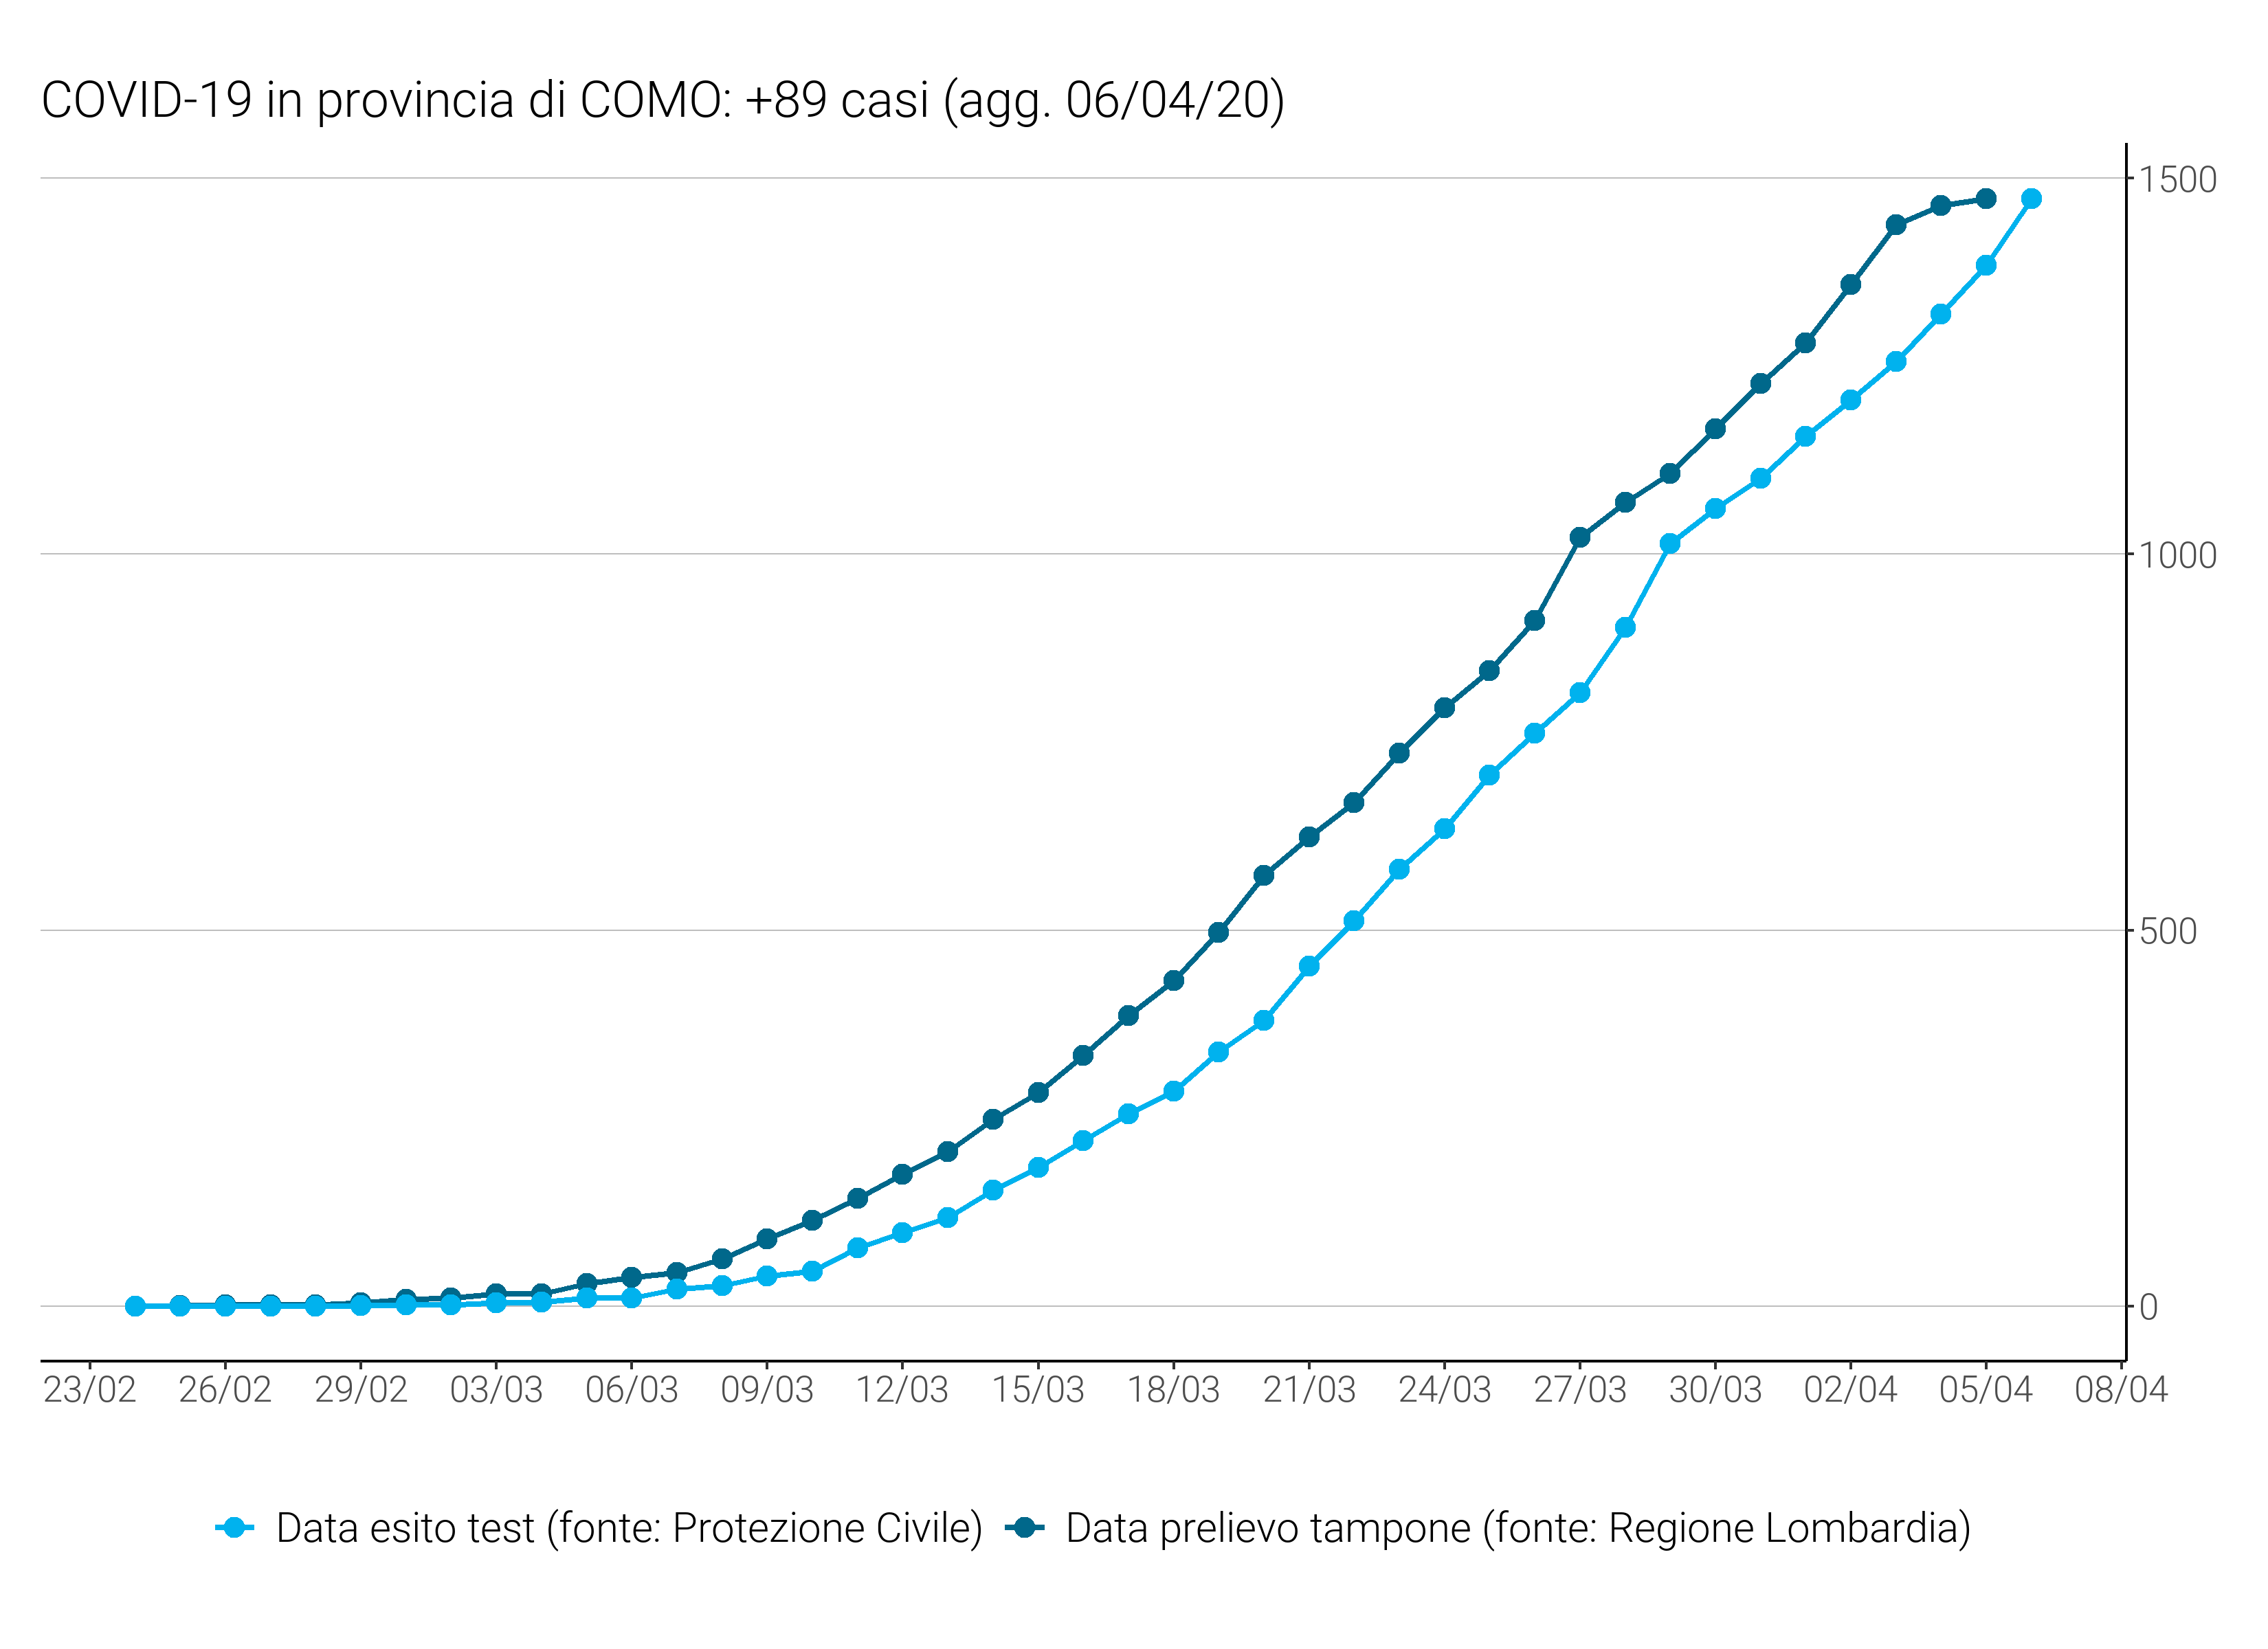 COVID-19 in provincia di COMO: +89 casi (agg. 06/04/20)
1500
1000
500
0
23/02 26/02 29/02 03/03 06/03 09/03 12/03 15/03 18/03 21/03 24/03 27/03 30/03 02/04 05/04 08/04
Data esito test (fonte: Protezione Civile) Data prelievo tampone (fonte: Regione Lombardia)